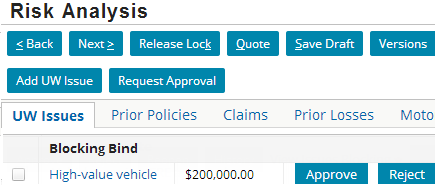 Risk Analysis
< Back Next > Release Lock Quote Save Draft Versions
Add UW Issue Request Approval
UW Issues Prior Policies Claims Prior Losses Moto
Blocking Bind
High-value vehicle $200,000.00 Approve Reject